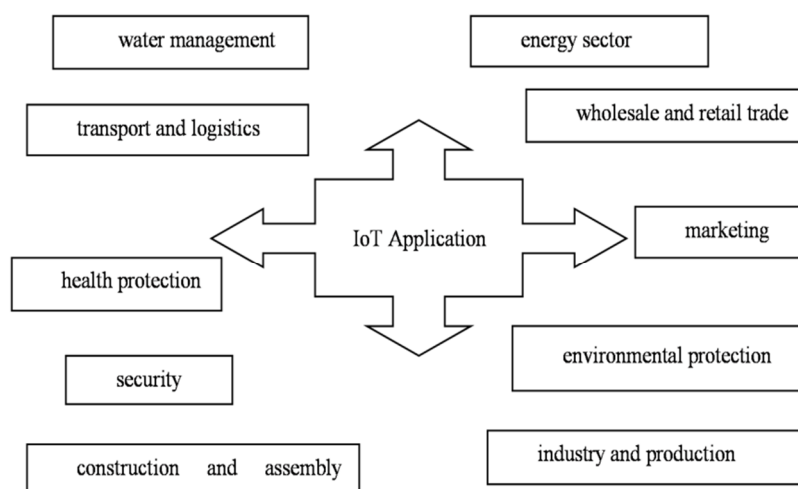 water management
energy sector
transport and logistics
wholesale and retail trade
IoT Application
marketing
health protection
security
environmental protection
construction and assembly
industry and production